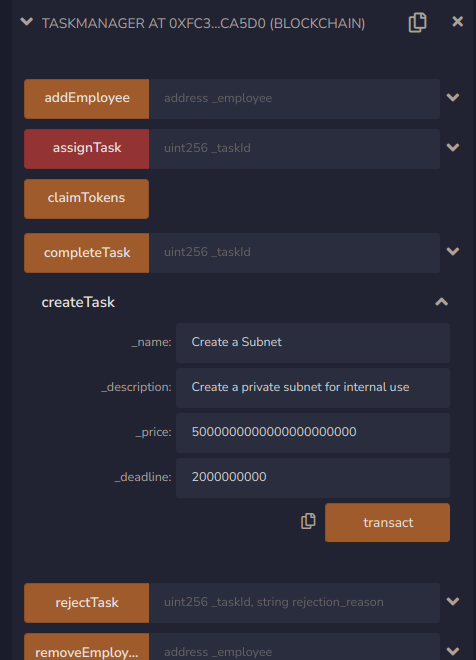 TASKMANAGER AT 0XFC3...CA5D0 (BLOCKCHAIN)
addEmployee address _employee
assignTask uint256 _taskId
claimTokens
completeTask uint256 _taskId
createTask
_name: Create a Subnet
_description: Create a private subnet for internal use
_price: 5000000000000000000000
_deadline: 2000000000
transact
rejectTask uint256 _taskId, string rejection_reason
removeEmploy... address _employee